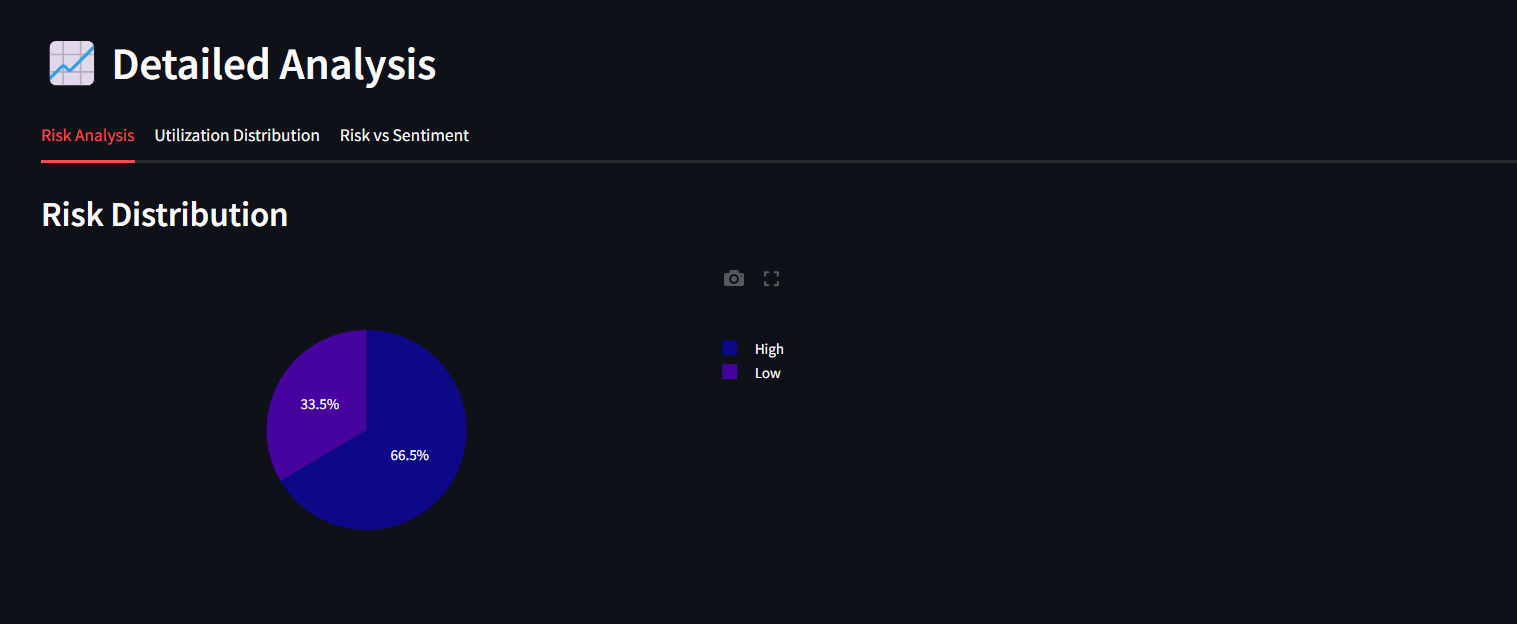 Detailed Analysis
Risk Analysis Utilization Distribution Risk vs Sentiment
Risk Distribution
High
Low
33.5%
66.5%